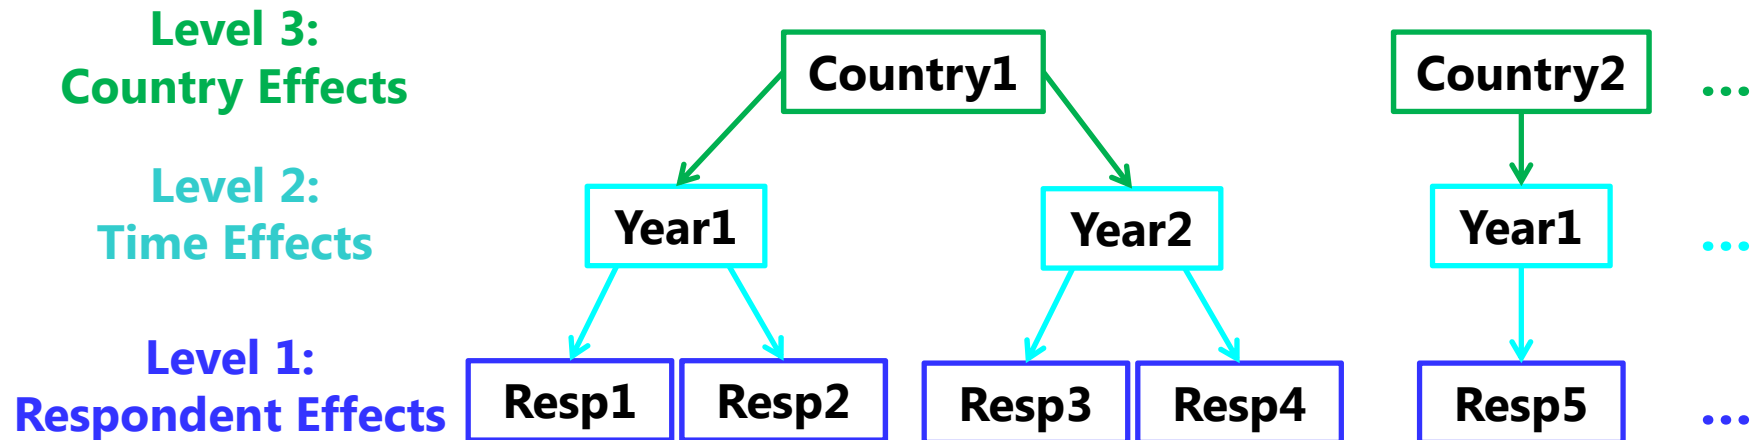 Level 3:
Country Effects
Country1
Country2
...
Level 2:
Time Effects
Year1
Year2
Year1
...
Level 1:
Respondent Effects
Resp1
Resp2
Resp3
Resp4
Resp5
...